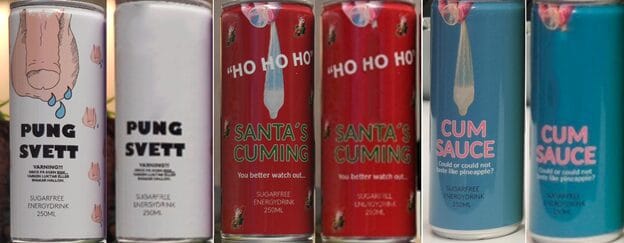 PUNG
SVETT
VARNING!!!
SUGARFREE
ENERGYDRINK
250ML
PUNG
SVETT
VARNING!!!
SUGARFREE
ENERGYDRINK
250ML
"HO HO HO"
SANTA'S
CUMING
You better watch out...
SUGARFREE
ENERGYDRINK
250ML
"HO HO HO"
SANTA'S
CUMING
You better watch out...
SUGARFREE
ENERGYDRINK
250ML
CUM
SAUCE
Could or could not
taste like pineapple?
SUGARFREE
ENERGYDRINK
250ML
CUM
SAUCE
Could or could not
taste like pineapple?
SUGARFREE
ENERGYDRINK
250ML